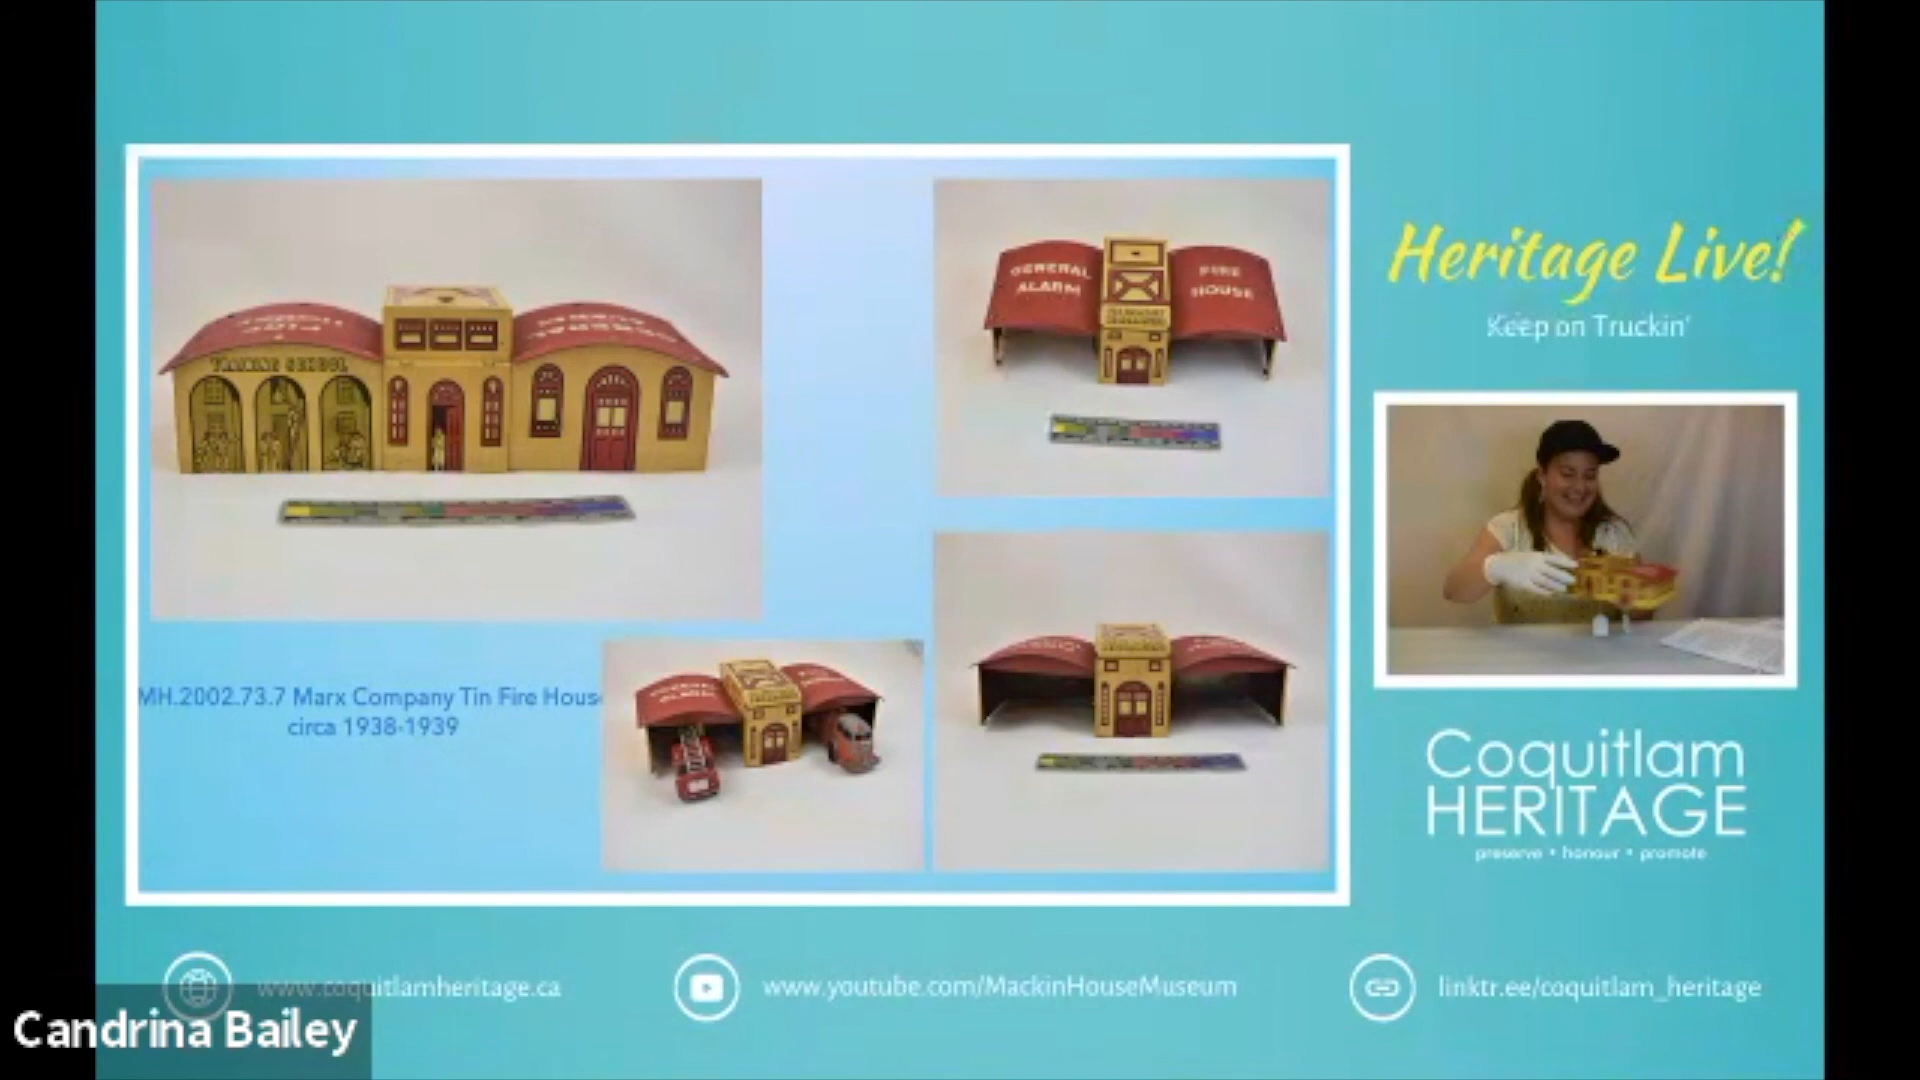 Heritage Live!
Keep on Truckin'
TRAINING SCHOOL
GENERAL
ALARM
FIRE
HOUSE
MH.2002.73.7 Marx Company Tin Fire House
circa 1938-1939
Coquitlam
HERITAGE
preserve • honour • promote
www.coquitlamheritage.ca
www.youtube.com/MackinHouseMuseum
linktr.ee/coquitlam_heritage
Candrina Bailey